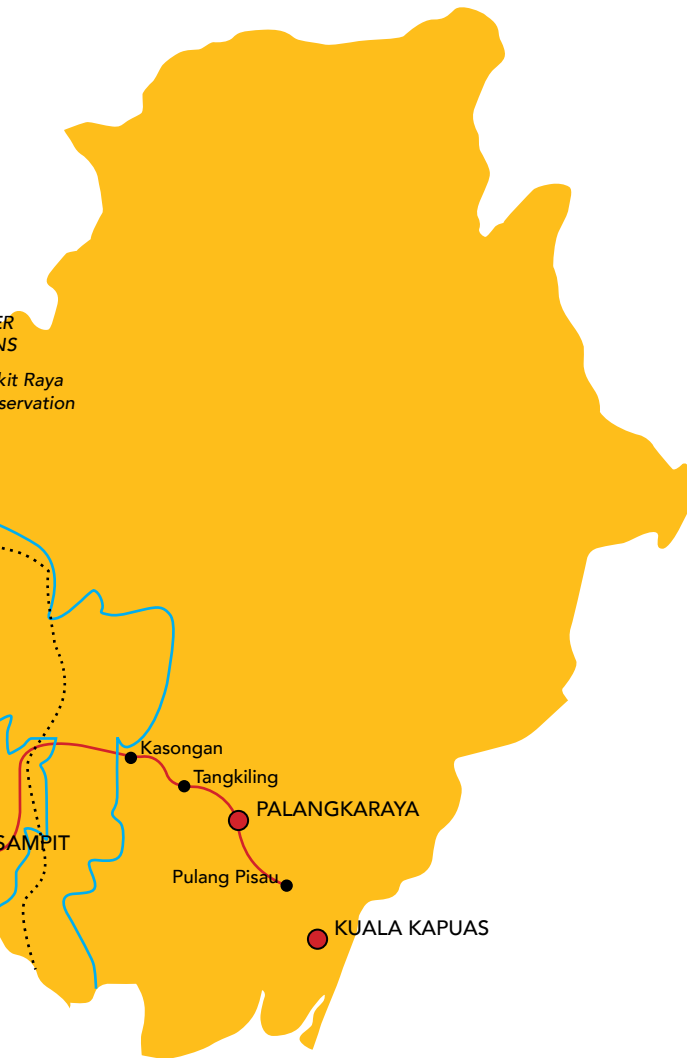 ER
NS
kit Raya
servation
Kasongan
Tangkiling
PALANGKARAYA
SAMPIT
Pulang Pisau
KUALA KAPUAS